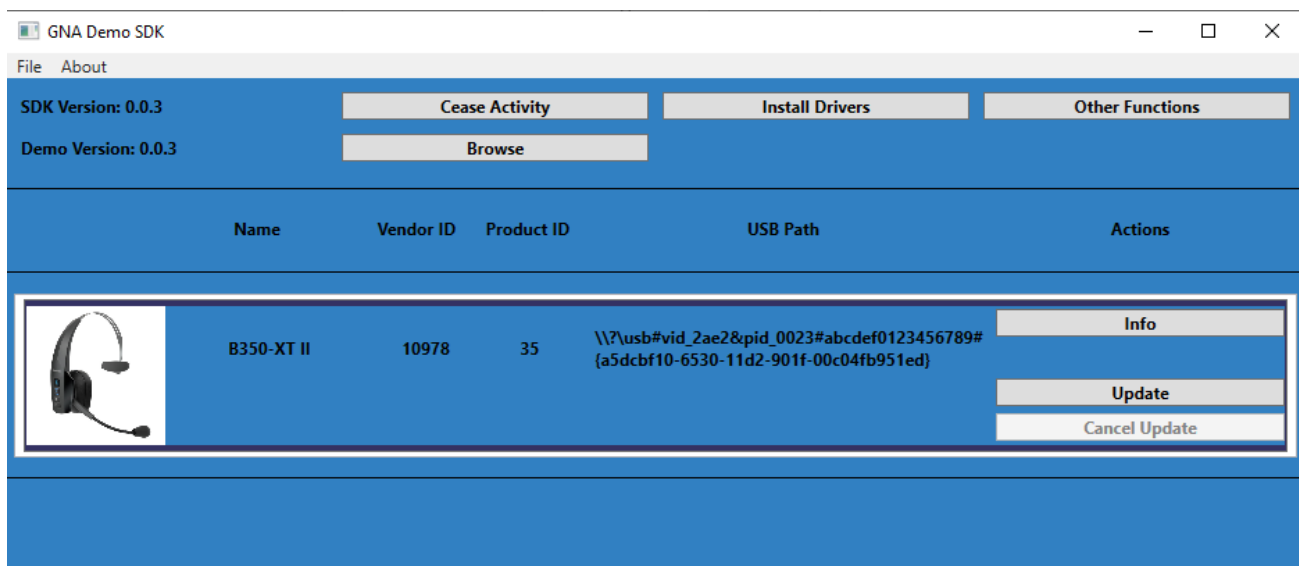 GNA Demo SDK
File About
SDK Version: 0.0.3 Cease Activity Install Drivers Other Functions
Demo Version: 0.0.3 Browse
Name Vendor ID Product ID USB Path Actions
Info
\\?\usb#vid_2ae2&pid_0023#abcdef0123456789#
B350-XT II 10978 35
{a5dcbf10-6530-11d2-901f-00c04fb951ed}
Update
Cancel Update